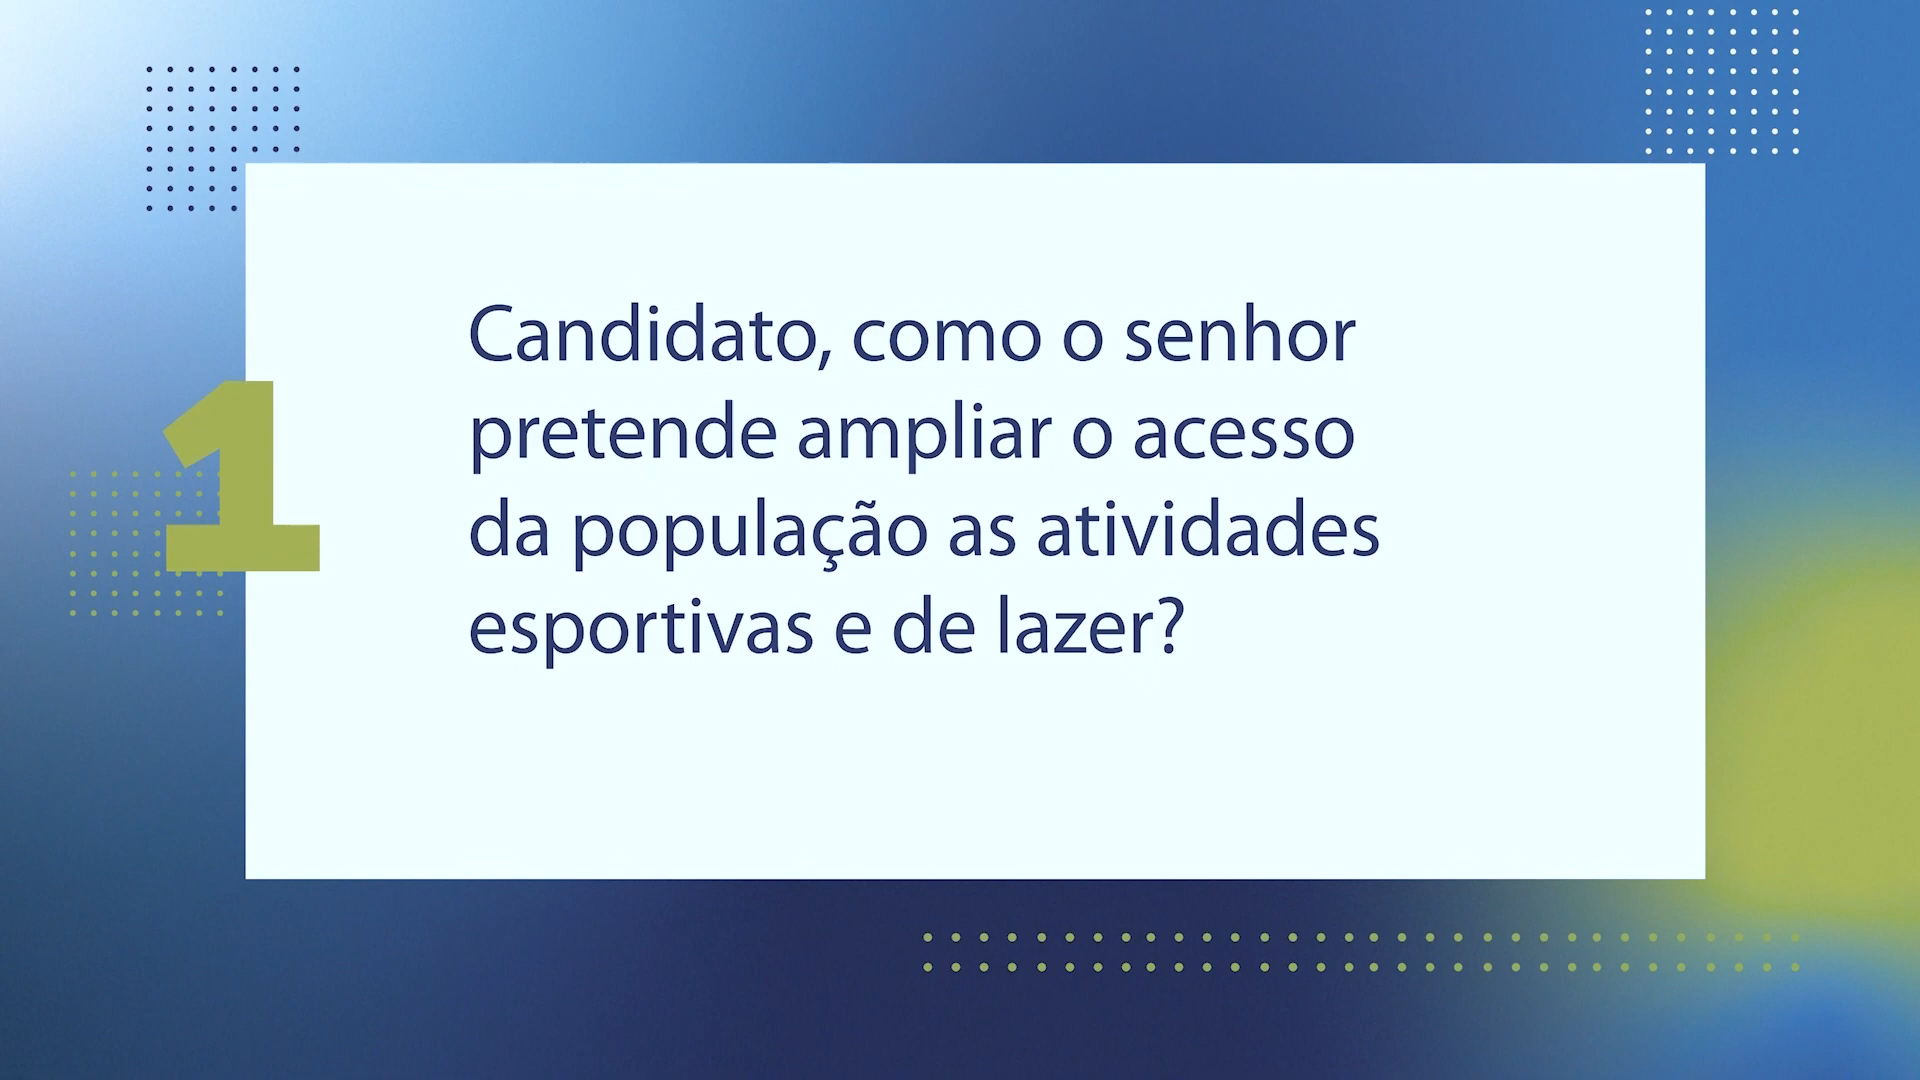 Candidato, como o senhor
pretende ampliar o acesso
1
da população as atividades
esportivas e de lazer?